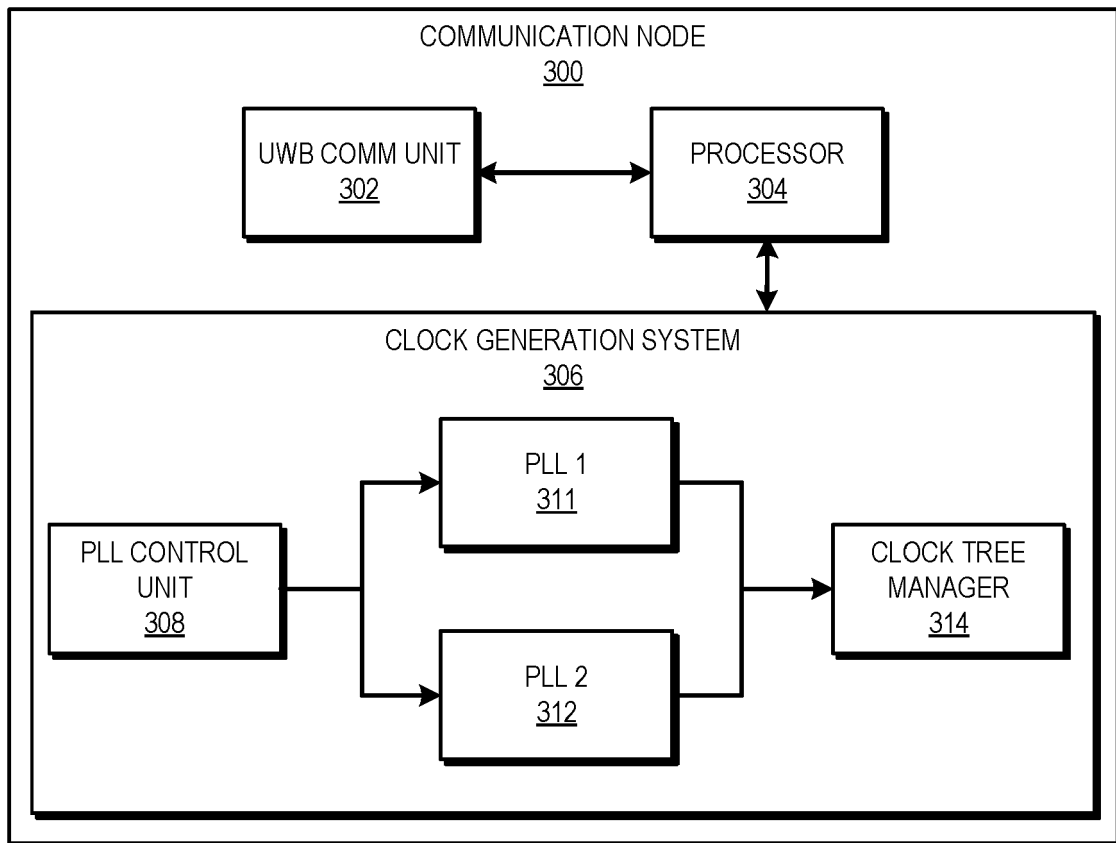 COMMUNICATION NODE
300
UWB COMM UNIT
302
PROCESSOR
304
CLOCK GENERATION SYSTEM
306
PLL 1
311
PLL CONTROL
UNIT
308
CLOCK TREE
MANAGER
314
PLL 2
312